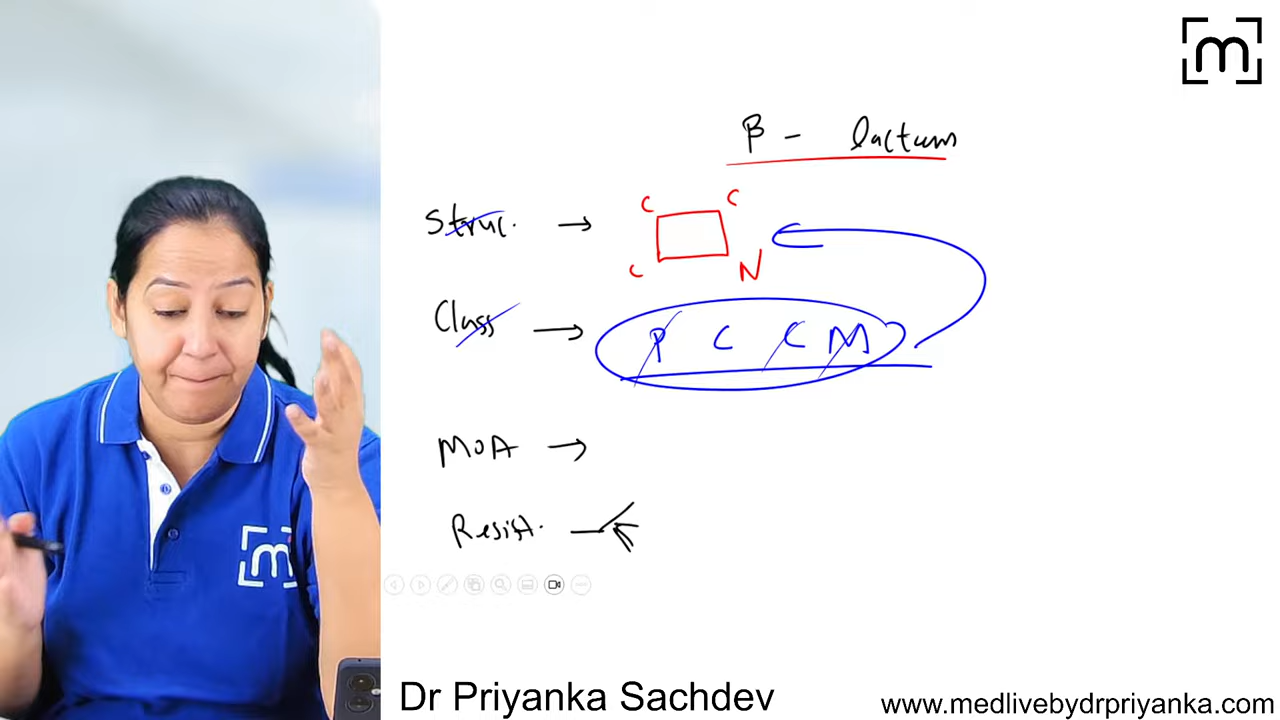 m
β - lactum
Struc. →
C C
C N
Class →
P C C M
MOA →
Resist.
m
Dr Priyanka Sachdev
www.medlivebydrpriyanka.com